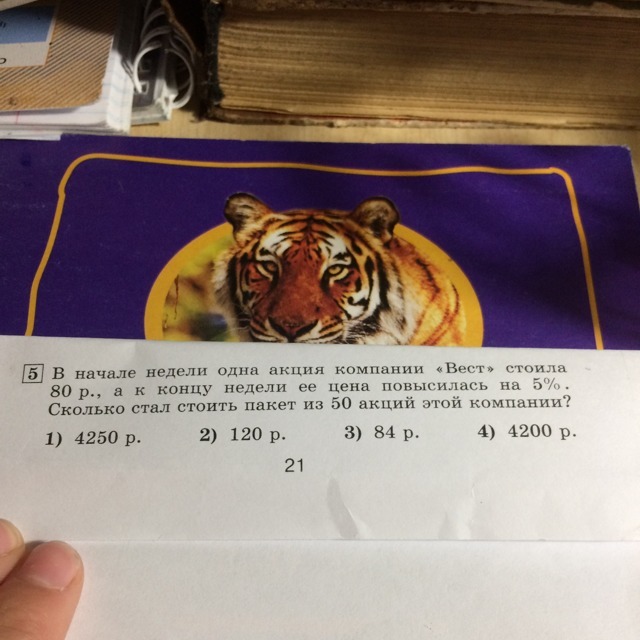 5 В начале недели одна акция компании «Вест» стоила
80 р., а к концу недели ее цена повысилась на 5%.
Сколько стал стоить пакет из 50 акций этой компании?
1) 4250 р. 2) 120 р. 3) 84 р. 4) 4200 р.
21